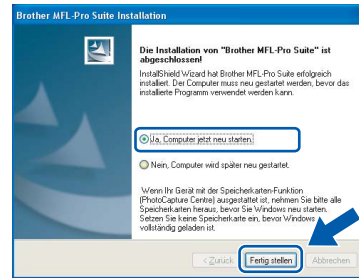 Brother MFL-Pro Suite Installation
Die Installation von "Brother MFL-Pro Suite" ist
abgeschlossen!
InstallShield Wizard hat Brother MFL-Pro Suite erfolgreich
installiert. Der Computer muss neu gestartet werden, bevor das
installierte Programm verwendet werden kann.
Ja, Computer jetzt neu starten.
Nein, Computer wird später neu gestartet.
Wenn Ihr Gerät mit der Speicherkarten-Funktion
(PhotoCapture Centre) ausgestattet ist, nehmen Sie bitte alle
Speicherkarten heraus, bevor Sie Windows neu starten.
Setzen Sie keine Speicherkarte ein, bevor Windows
vollständig geladen ist.
< Zurück Fertig stellen Abbrechen